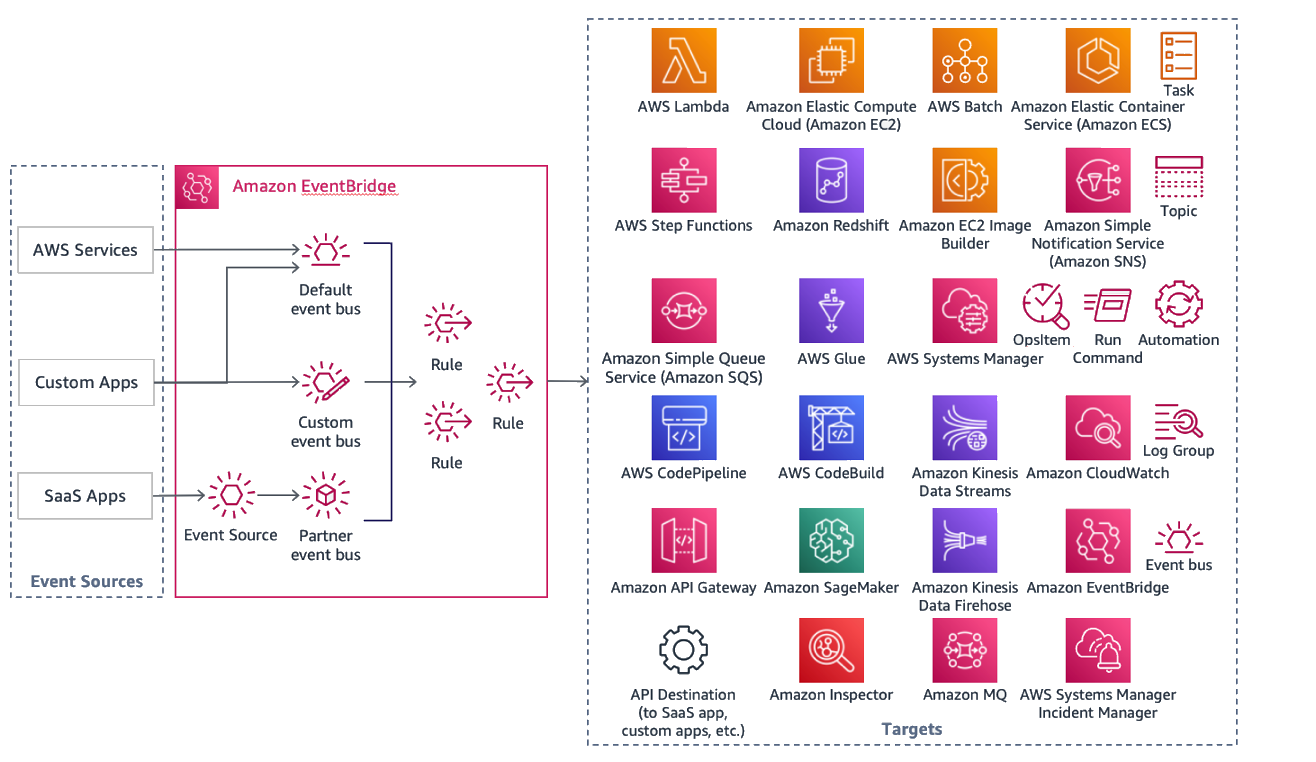 Amazon EventBridge
AWS Services
Custom Apps
SaaS Apps
Event Sources
Default
event bus
Custom
event bus
Event Source
Partner
event bus
Rule
Rule
Rule
AWS Lambda
Amazon Elastic Compute
Cloud (Amazon EC2)
AWS Batch
Amazon Elastic Container
Service (Amazon ECS)
Task
AWS Step Functions
Amazon Redshift
Amazon EC2 Image
Builder
Amazon Simple
Notification Service
(Amazon SNS)
Topic
Amazon Simple Queue
Service (Amazon SQS)
AWS Glue
AWS Systems Manager
OpsItem
Run
Command
Automation
AWS CodePipeline
AWS CodeBuild
Amazon Kinesis
Data Streams
Amazon CloudWatch
Log Group
Amazon API Gateway
Amazon SageMaker
Amazon Kinesis
Data Firehose
Amazon EventBridge
Event bus
API Destination
(to SaaS app,
custom apps, etc.)
Amazon Inspector
Amazon MQ
AWS Systems Manager
Incident Manager
Targets